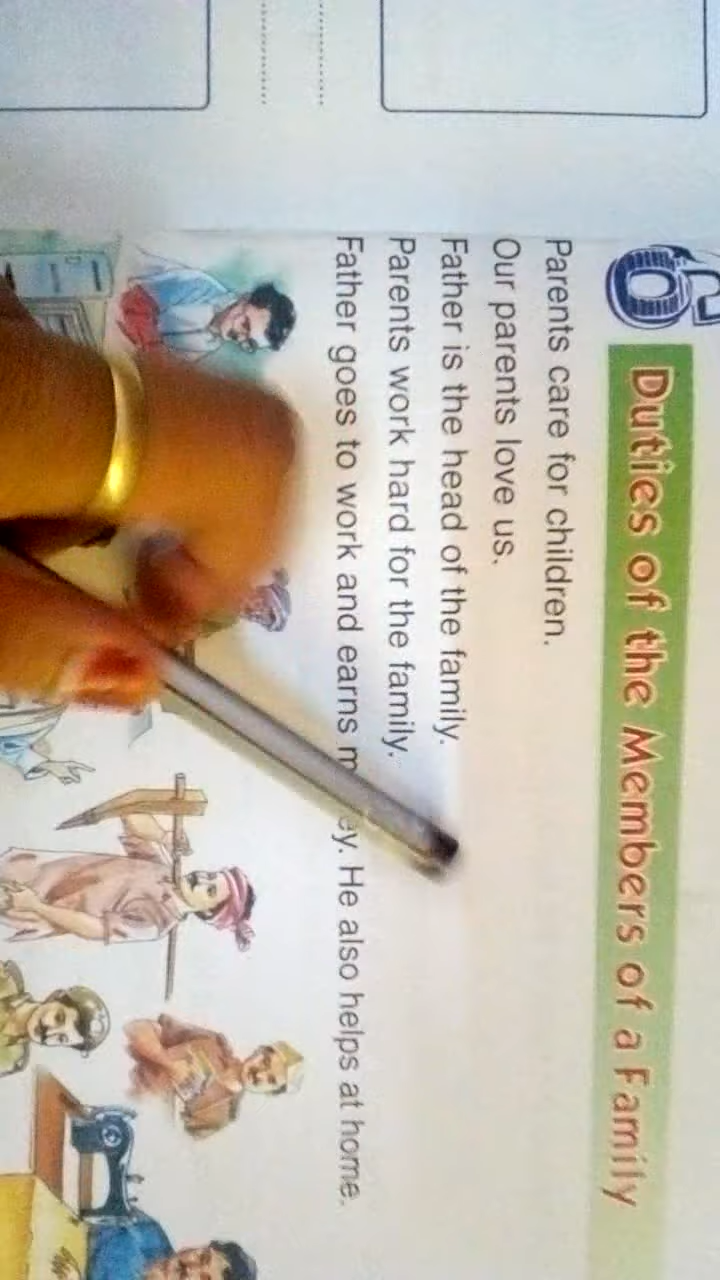 6
Duties of the Members of a Family
Parents care for children.
Our parents love us.
Father is the head of the family.
Parents work hard for the family.
Father goes to work and earns m ey. He also helps at home.